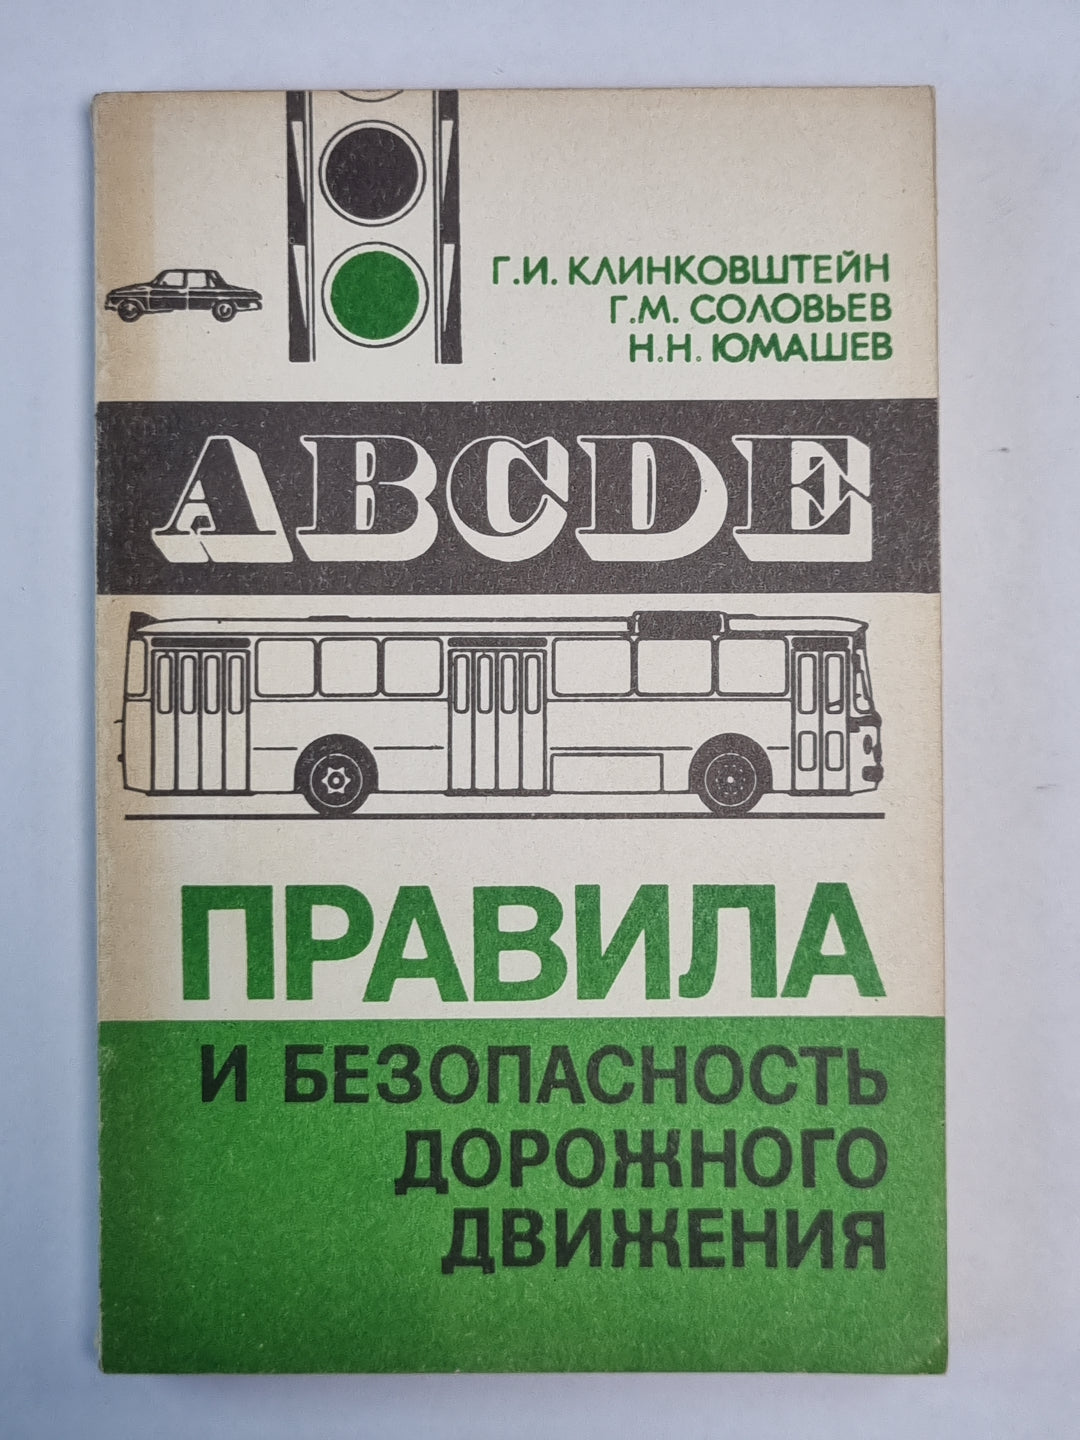 Г.И. КЛИНКОВШТЕЙН
Г.М. СОЛОВЬЕВ
Н.Н. ЮМАШЕВ
ABCDE
ПРАВИЛА
И БЕЗОПАСНОСТЬ
ДОРОЖНОГО
ДВИЖЕНИЯ